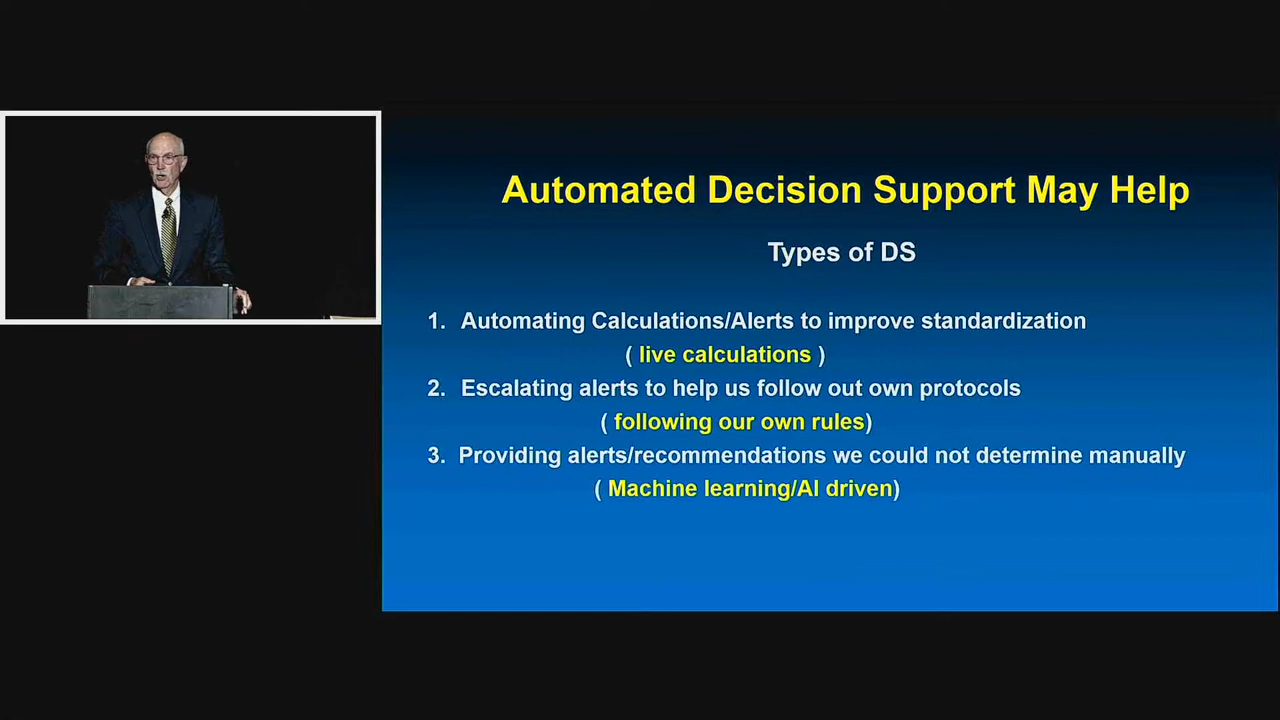 Automated Decision Support May Help
Types of DS
1. Automating Calculations/Alerts to improve standardization
( live calculations )
2. Escalating alerts to help us follow out own protocols
( following our own rules)
3. Providing alerts/recommendations we could not determine manually
( Machine learning/AI driven)